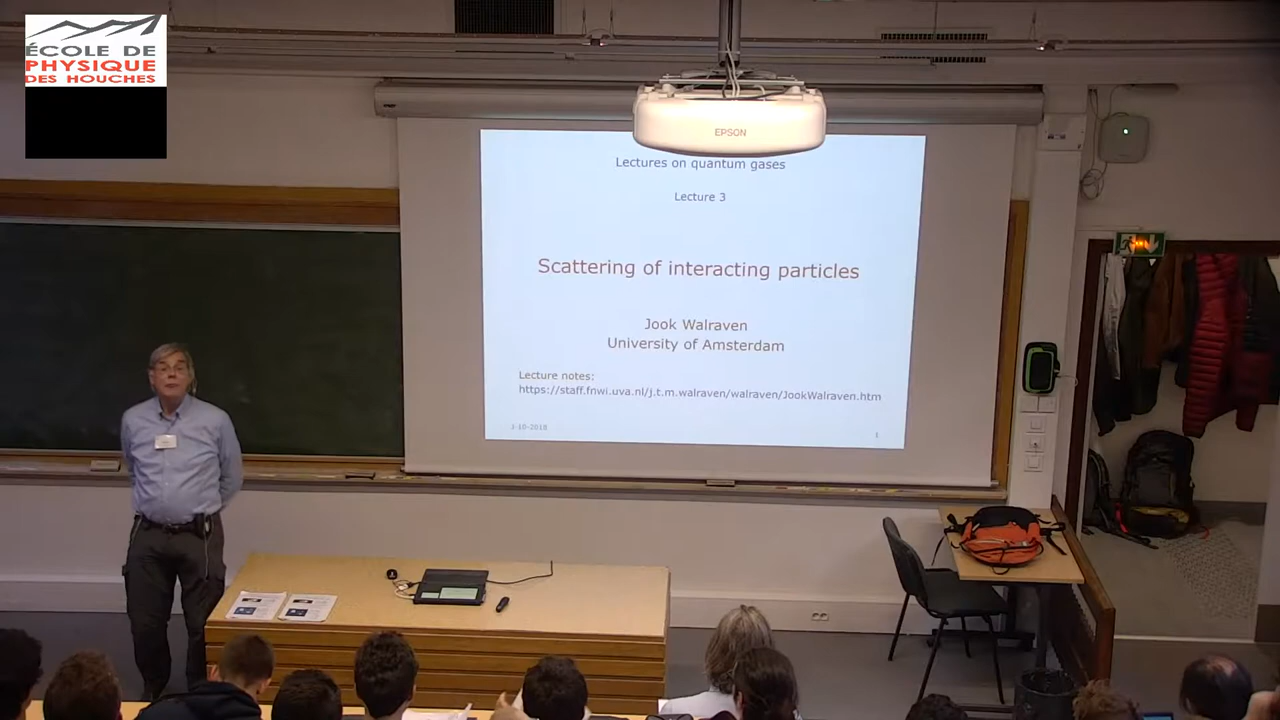 ÉCOLE DE
PHYSIQUE
DES HOUCHES
EPSON
Lectures on quantum gases
Lecture 3
Scattering of interacting particles
Jook Walraven
University of Amsterdam
Lecture notes:
https://staff.fnwi.uva.nl/j.t.m.walraven/walraven/JookWalraven.htm
1